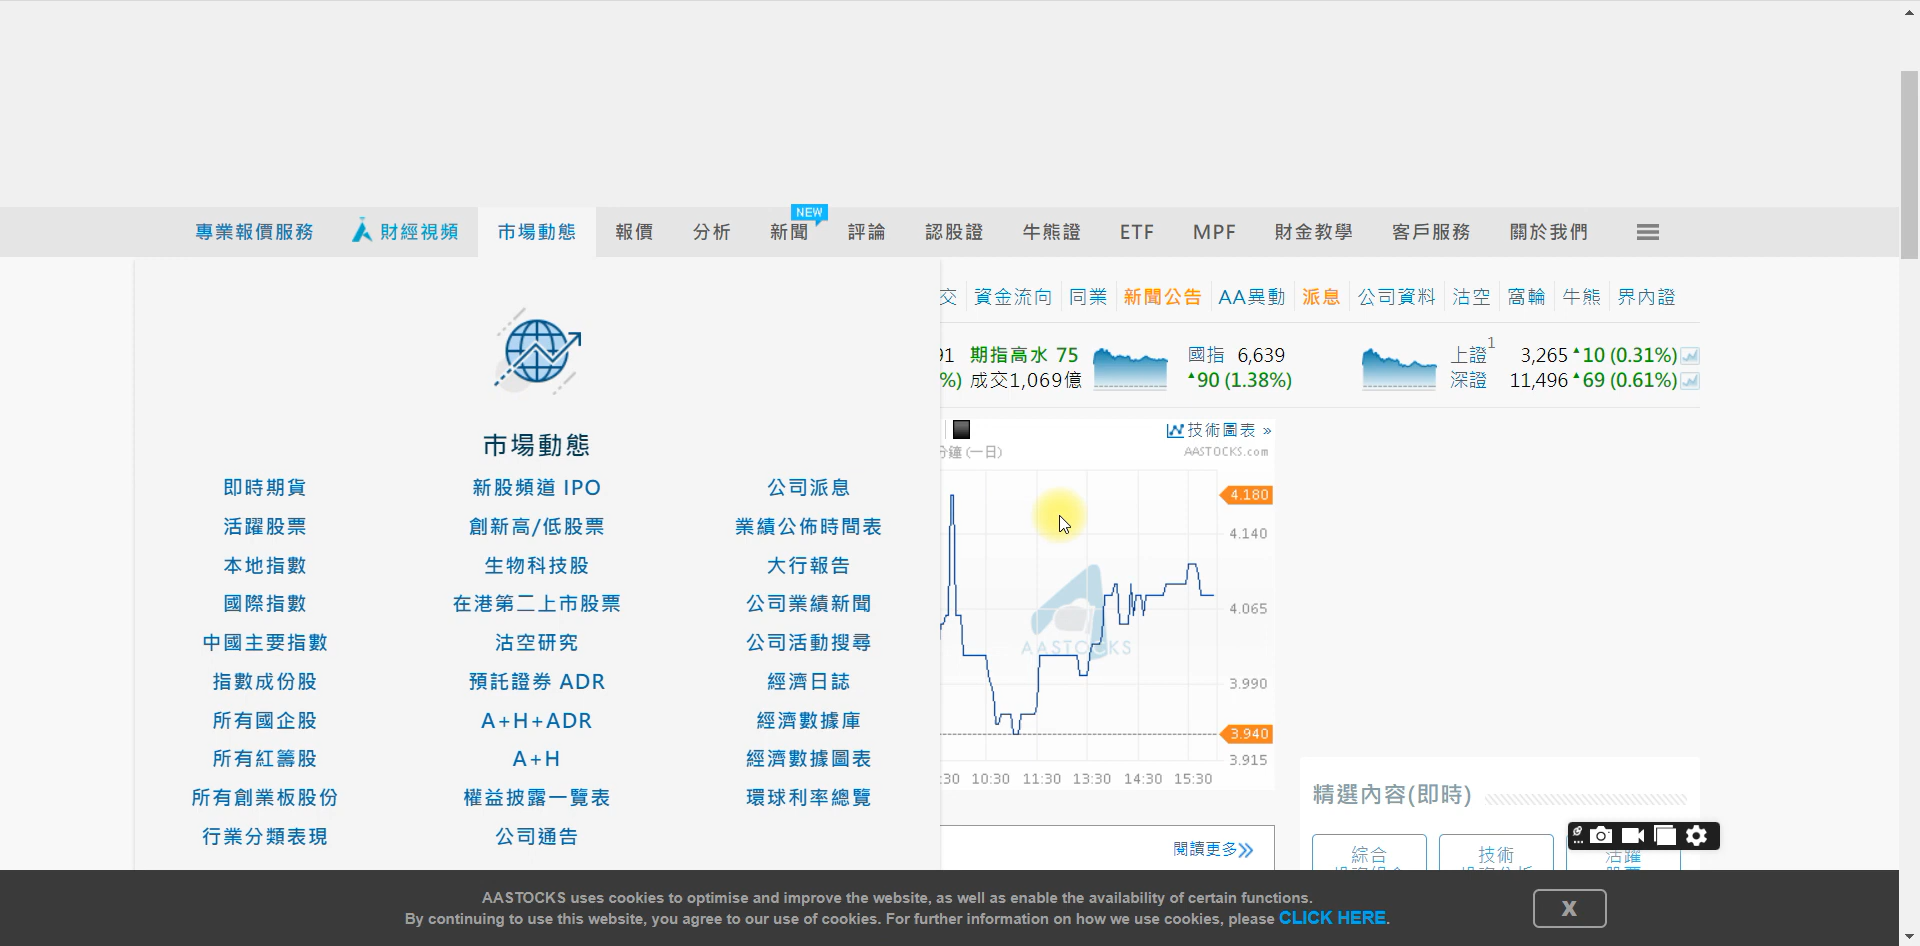 NEW
專業報價服務 財經視頻 市場動態 報價 分析 新聞 評論 認股證 牛熊證 ETF MPF 財金教學 客戶服務 關於我們
交 資金流向 同業 新聞公告 AA異動 派息 公司資料 沽空 窩輪 牛熊 界內證
91 期指高水 75 國指 6,639 上證1 3,265 10 (0.31%)
%) 成交1,069億 90 (1.38%) 深證 11,496 69 (0.61%)
技術圖表 »
分鐘 (一日) AASTOCKS.com
市場動態
即時期貨 新股頻道 IPO 公司派息
活躍股票 創新高/低股票 業績公佈時間表
本地指數 生物科技股 大行報告
國際指數 在港第二上市股票 公司業績新聞
中國主要指數 沽空研究 公司活動搜尋
指數成份股 預託證券 ADR 經濟日誌
所有國企股 A+H+ADR 經濟數據庫
所有紅籌股 A+H 經濟數據圖表
所有創業板股份 權益披露一覽表 環球利率總覽
行業分類表現 公司通告
4.180
4.140
4.065
AASTOCKS
3.990
3.940
3.915
:30 10:30 11:30 13:30 14:30 15:30
精選內容(即時)
閱讀更多
綜合 技術 活躍
AASTOCKS uses cookies to optimise and improve the website, as well as enable the availability of certain functions.
By continuing to use this website, you agree to our use of cookies. For further information on how we use cookies, please CLICK HERE.
X